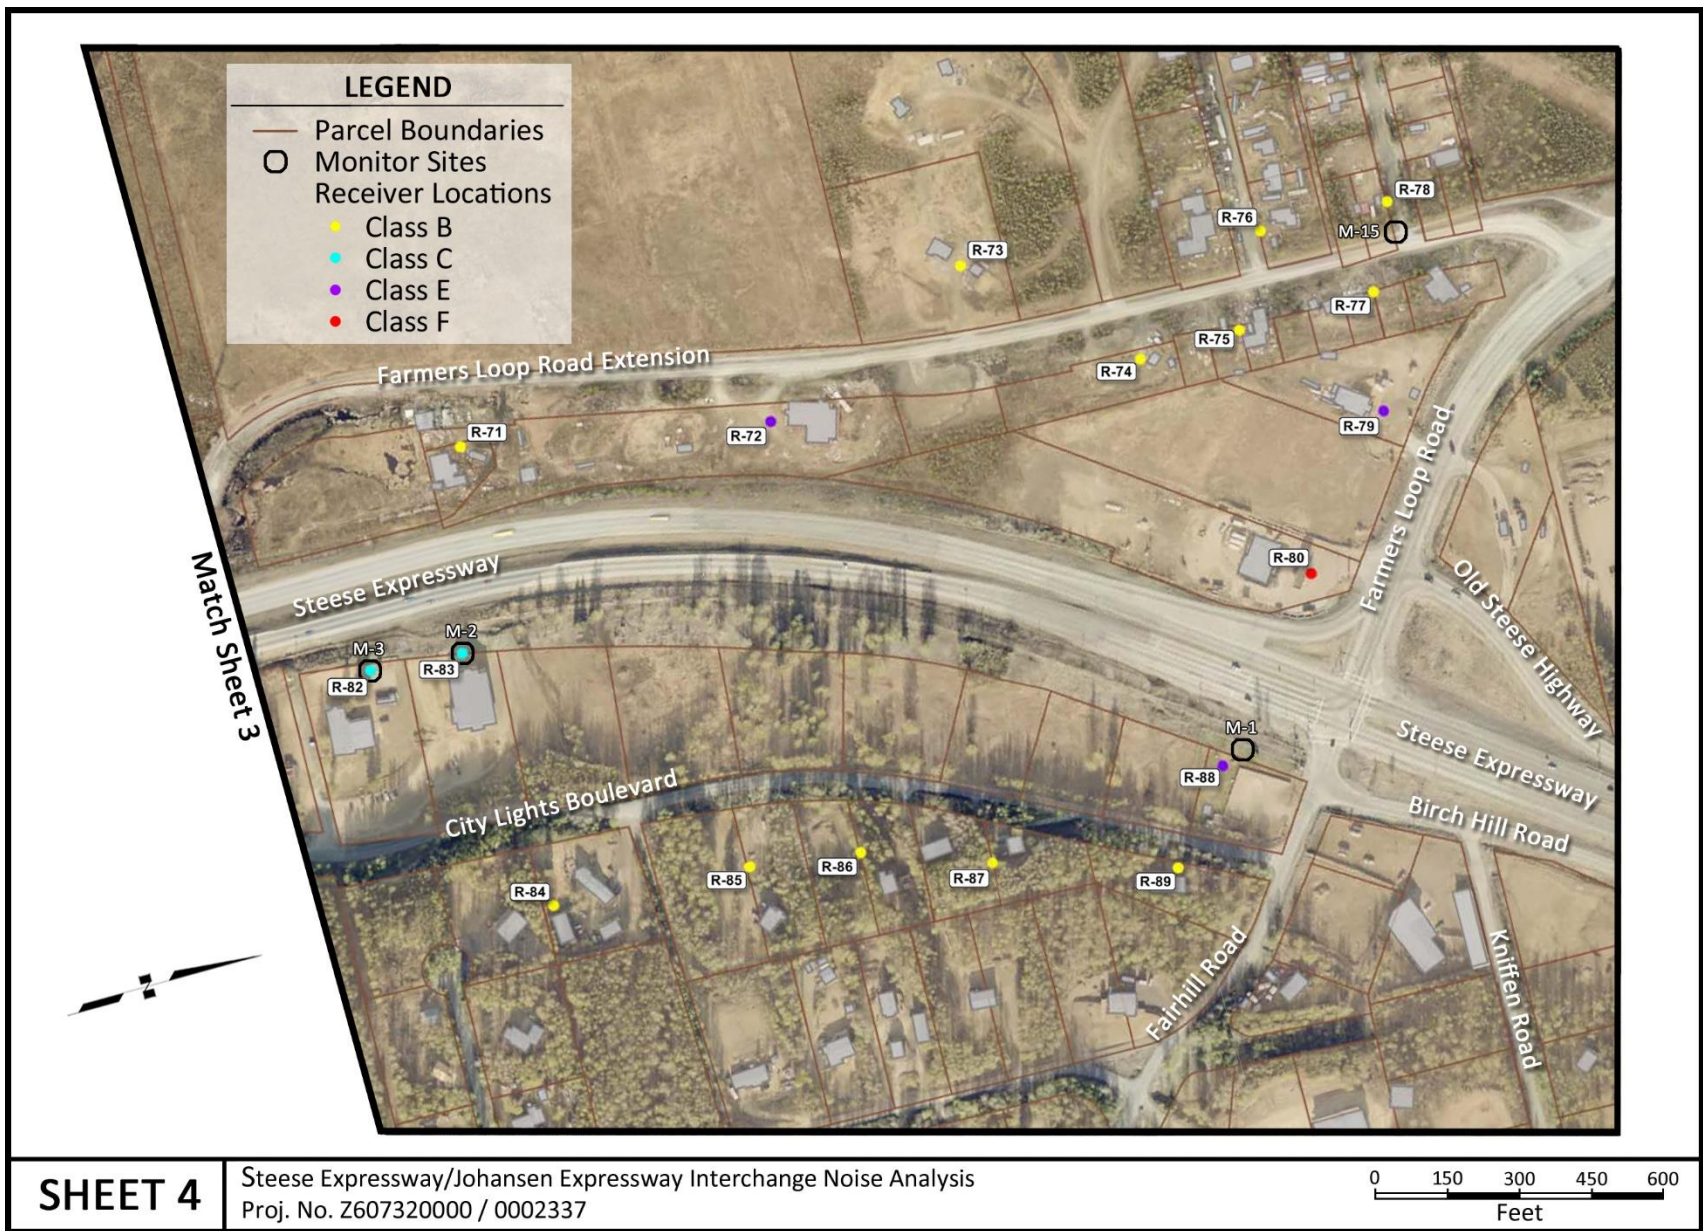 LEGEND
Parcel Boundaries
Monitor Sites
Receiver Locations
Class B
Class C
Class E
Class F
R-78
R-76
M-15
R-73
R-77
R-75
Farmers Loop Road Extension
R-74
R-71
R-72
R-79
Farmers Loop Road
Match Sheet 3
Steese Expressway
R-80
Old Steese Highway
M-2
M-3
R-83
R-82
M-1
Steese Expressway
R-88
City Lights Boulevard
Birch Hill Road
R-86
R-85
R-87
R-89
R-84
Fairhill Road
Kniffen Road
N
SHEET 4
Steese Expressway/Johansen Expressway Interchange Noise Analysis
Proj. No. Z607320000 / 0002337
0 150 300 450 600
Feet